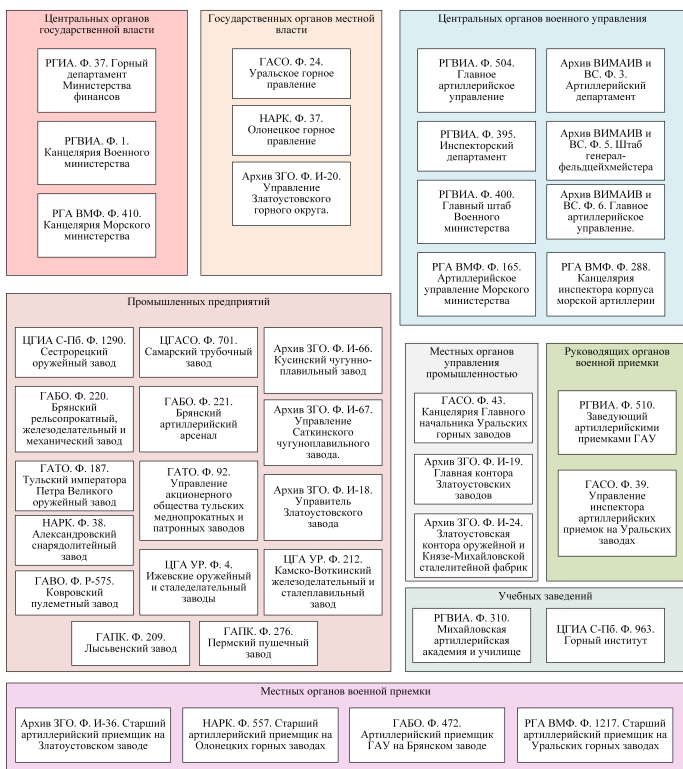 Центральных органов
государственной власти
РГИА. Ф. 37. Горный
департамент
Министерства
финансов
РГВИА. Ф. 1.
Канцелярия Военного
министерства
РГА ВМФ. Ф. 410.
Канцелярия Морского
министерства
Государственных органов местной
власти
ГАСО. Ф. 24.
Уральское горное
правление
НАРК. Ф. 37.
Олонецкое горное
правление
Архив ЗГО. Ф. И-20.
Управление
Златоустовского
горного округа.
Центральных органов военного управления
РГВИА. Ф. 504.
Главное
артиллерийское
управление
Архив ВИМАИВ и
ВС. Ф. 3.
Артиллерийский
департамент
РГВИА. Ф. 395.
Инспекторский
департамент
Архив ВИМАИВ и
ВС. Ф. 5. Штаб
генерал-
фельдцейхмейстера
РГВИА. Ф. 400.
Главный штаб
Военного
министерства
Архив ВИМАИВ и
ВС. Ф. 6. Главное
артиллерийское
управление.
РГА ВМФ. Ф. 165.
Артиллерийское
управление Морского
министерства
РГА ВМФ. Ф. 288.
Канцелярия
инспектора корпуса
морской артиллерии
Промышленных предприятий
ЦГИА С-Пб. Ф. 1290.
Сестрорецкий
оружейный
завод
ЦГАСО. Ф. 701.
Самарский трубочный
завод
Архив ЗГО. Ф. И-66.
Кусинский чугунно-
плавильный завод
ГАБО. Ф. 220.
Брянский
рельсопрокатный,
железоделательный и
механический завод
ГАБО. Ф. 221.
Брянский
артиллерийский
арсенал
Архив ЗГО. Ф. И-67.
Управление
Саткинского
чугуноплавильного
завода.
ГАТО. Ф. 187.
Тульский императора
Петра Великого
оружейный завод
ГАТО. Ф. 92.
Управление
акционерного
общества тульских
меднопрокатных и
патронных заводов
Архив ЗГО. Ф. И-18.
Управитель
Златоустовского
завода
НАРК. Ф. 38.
Александровский
снарядолитейный
завод
ГАВО. Ф. Р-575.
Ковровский
пулеметный завод
ЦГА УР. Ф. 4.
Ижевские оружейный
и сталеделательный
заводы
ЦГА УР. Ф. 212.
Камско-Воткинский
железоделательный и
сталеплавильный
завод
ГАПК. Ф. 209.
Лысьвенский завод
ГАПК. Ф. 276.
Пермский пушечный
завод
Местных органов
управления
промышленностью
ГАСО. Ф. 43.
Канцелярия Главного
начальника Уральских
горных заводов
Архив ЗГО. Ф. И-19.
Главная контора
Златоустовских
заводов
Архив ЗГО. Ф. И-24.
Златоустовская
контора оружейной и
Князе-Михайловской
сталелитейной фабрик
Руководящих органов
военной приемки
РГВИА. Ф. 510.
Заведующий
артиллерийскими
приемками ГАУ
ГАСО. Ф. 39.
Управление
инспектора
артиллерийских
приемок на Уральских
заводах
Учебных заведений
РГВИА. Ф. 310.
Михайловская
артиллерийская
академия и училище
ЦГИА С-Пб. Ф. 963.
Горный институт
Местных органов военной приемки
Архив ЗГО. Ф. И-36. Старший
артиллерийский приемщик на
Златоустовском заводе
НАРК. Ф. 557. Старший
артиллерийский приемщик на
Олонецких горных заводах
ГАБО. Ф. 472.
Артиллерийский приемщик
ГАУ на Брянском заводе
РГА ВМФ. Ф. 1217. Старший
артиллерийский приемщик на
Уральских горных заводах